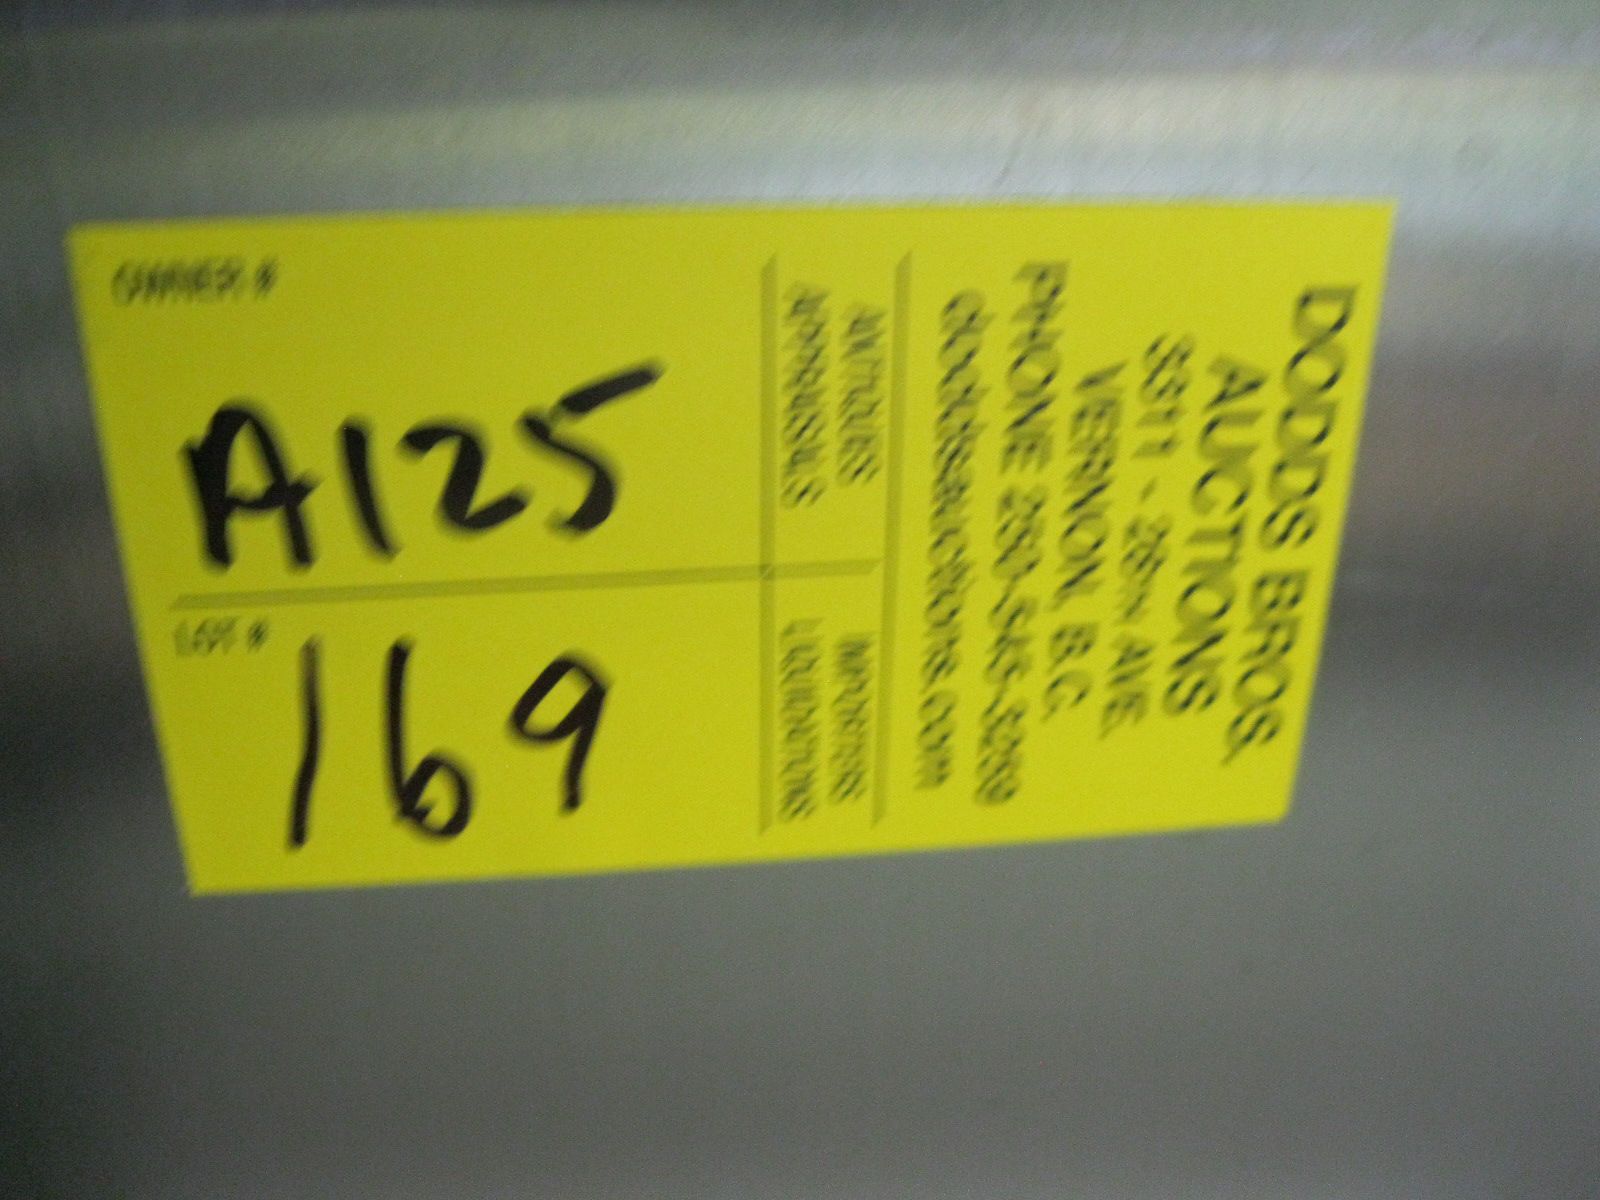 OWNER #
A125
LOT #
169
DODDS BROS.
AUCTIONS
3311 - 28TH AVE.
VERNON, B.C.
PHONE 250-545-3259
doddsauctions.com
ANTIQUES
APPRAISALS
IMPORTERS
LIQUIDATIONS